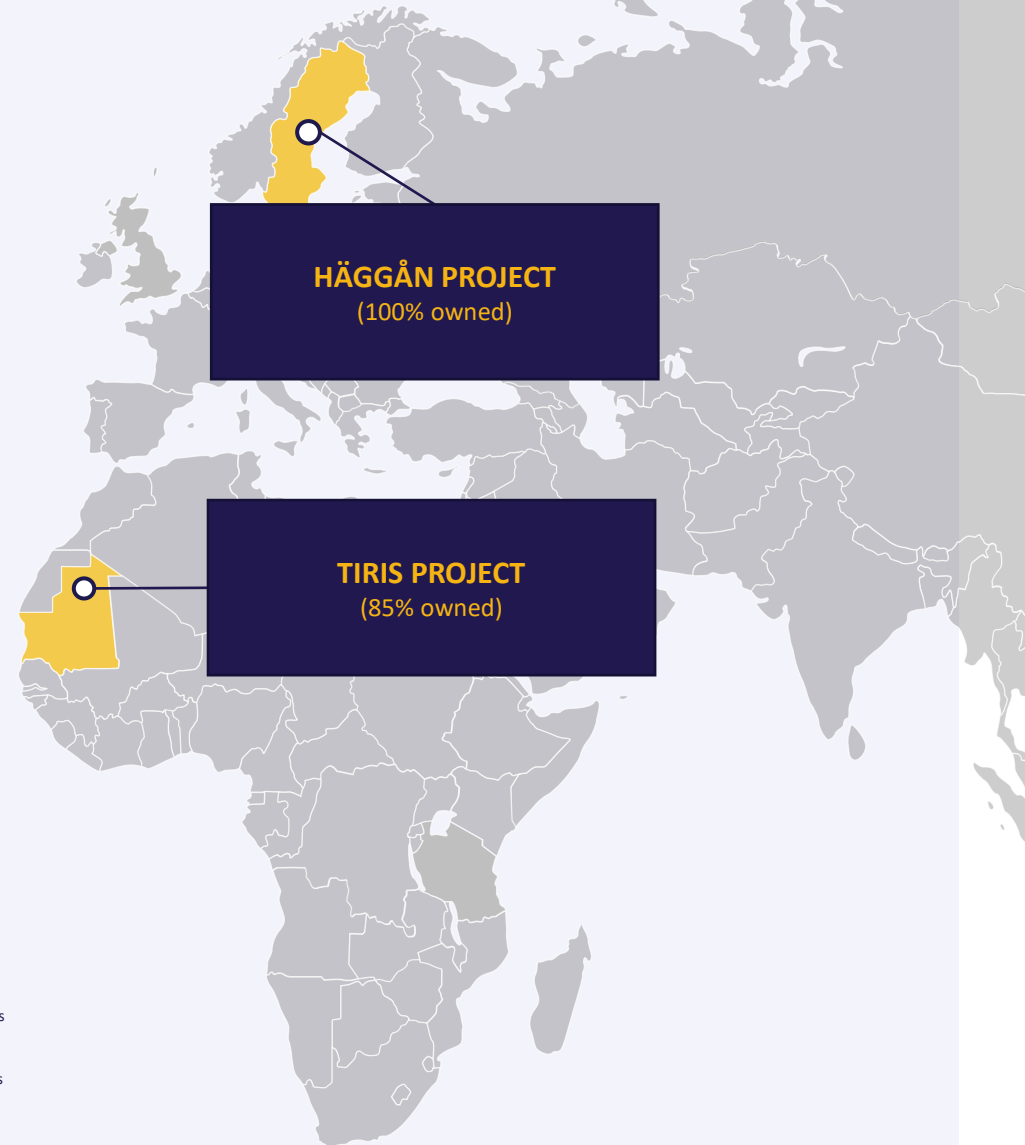 HÄGGÅN PROJECT
(100% owned)
TIRIS PROJECT
(85% owned)
s
s